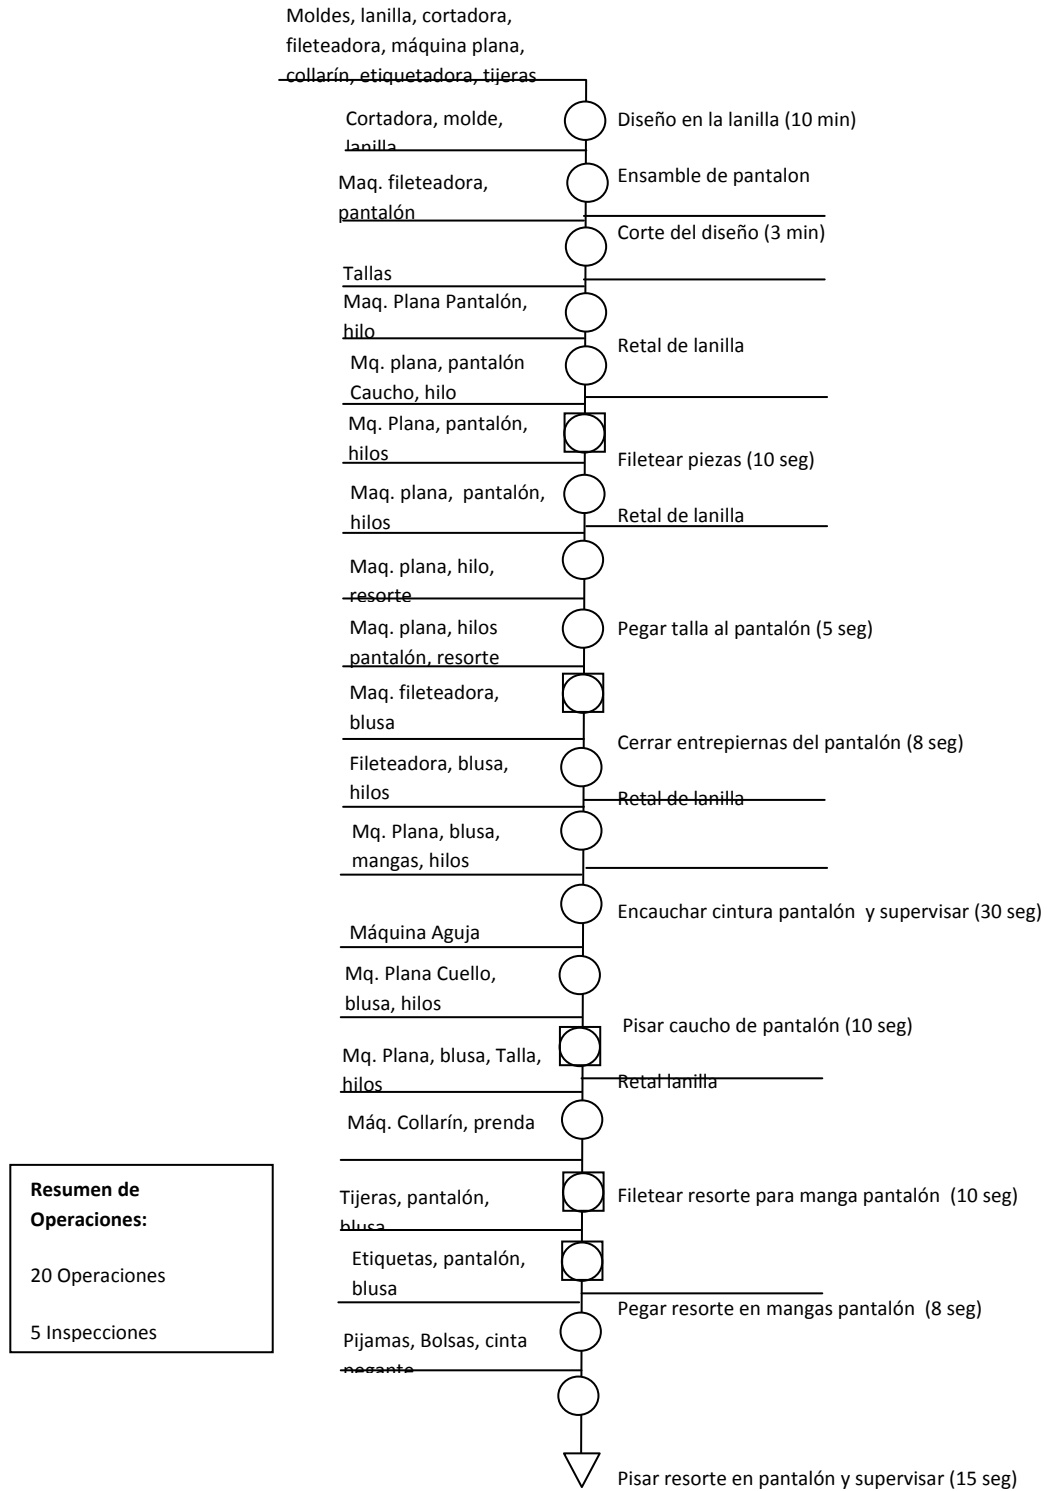 Moldes, lanilla, cortadora,
fileteadora, máquina plana,
collarín, etiquetadora, tijeras
Cortadora, molde,
lanilla
Diseño en la lanilla (10 min)
Maq. fileteadora,
pantalón
Ensamble de pantalon
Corte del diseño (3 min)
Tallas
Maq. Plana Pantalón,
hilo
Retal de lanilla
Mq. plana, pantalón
Caucho, hilo
Mq. Plana, pantalón,
hilos
Filetear piezas (10 seg)
Maq. plana, pantalón,
hilos
Retal de lanilla
Maq. plana, hilo,
resorte
Maq. plana, hilos
pantalón, resorte
Pegar talla al pantalón (5 seg)
Maq. fileteadora,
blusa
Cerrar entrepiernas del pantalón (8 seg)
Fileteadora, blusa,
hilos
Retal de lanilla
Mq. Plana, blusa,
mangas, hilos
Encauchar cintura pantalón y supervisar (30 seg)
Máquina Aguja
Mq. Plana Cuello,
blusa, hilos
Pisar caucho de pantalón (10 seg)
Mq. Plana, blusa, Talla,
hilos
Retal lanilla
Máq. Collarín, prenda
Tijeras, pantalón,
blusa
Filetear resorte para manga pantalón (10 seg)
Etiquetas, pantalón,
blusa
Pegar resorte en mangas pantalón (8 seg)
Pijamas, Bolsas, cinta
pegante
Pisar resorte en pantalón y supervisar (15 seg)
Resumen de
Operaciones:
20 Operaciones
5 Inspecciones